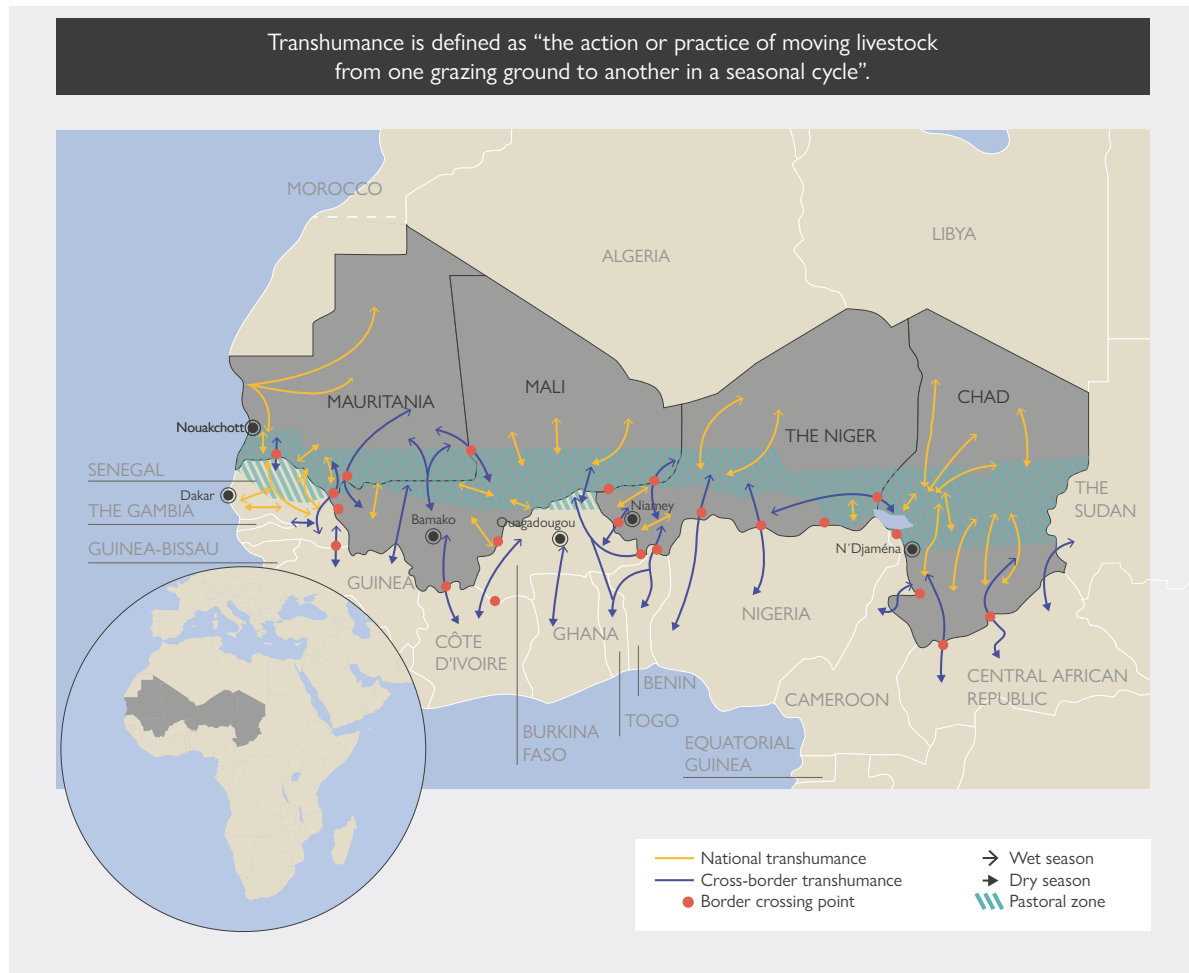 Transhumance is defined as “the action or practice of moving livestock
from one grazing ground to another in a seasonal cycle”.
MOROCCO
ALGERIA
LIBYA
MAURITANIA
MALI
THE NIGER
CHAD
Nouakchott
SENEGAL
Dakar
THE GAMBIA
GUINEA-BISSAU
Bamako
Ouagadougou
Niamey
N´Djaména
THE
SUDAN
GUINEA
CÔTE
D'IVOIRE
GHANA
NIGERIA
BENIN
TOGO
BURKINA
FASO
CAMEROON
CENTRAL AFRICAN
REPUBLIC
EQUATORIAL
GUINEA
National transhumance
Cross-border transhumance
Border crossing point
Wet season
Dry season
Pastoral zone